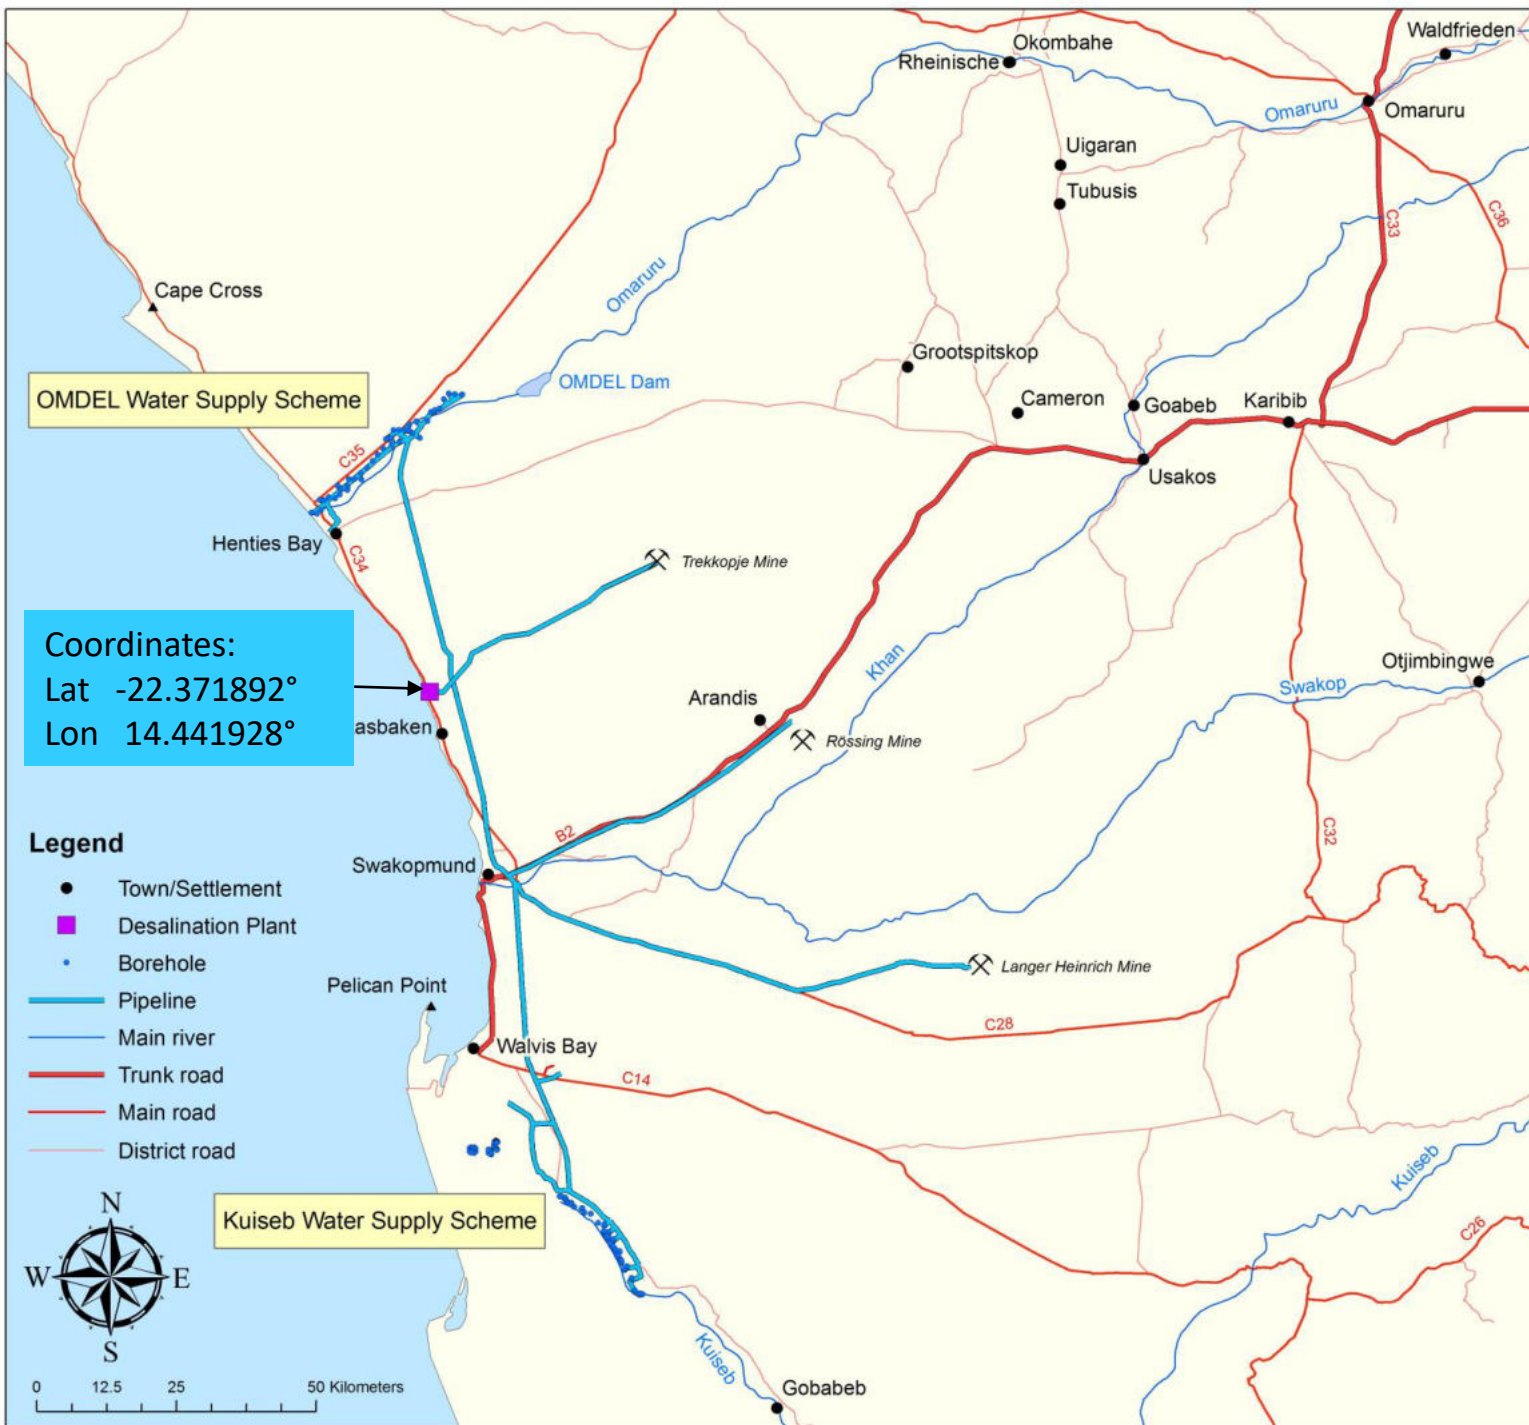 Waldfrieden
Okombahe
Rheinische
Omaruru
Omaruru
Uigaran
Tubusis
C36
C33
Omaruru
Cape Cross
Grootspitskop
OMDEL Dam
OMDEL Water Supply Scheme
Cameron
Goabeb
Karibib
C35
Usakos
Henties Bay
C34
Trekkopje Mine
Coordinates:
Lat -22.371892°
Lon 14.441928°
Khan
Otjimbingwe
Swakop
Arandis
asbaken
Rössing Mine
B2
C32
Legend
Swakopmund
Town/Settlement
Desalination Plant
Borehole
Langer Heinrich Mine
Pelican Point
Pipeline
C28
Main river
Walvis Bay
Trunk road
C14
Main road
District road
Kuiseb
N
Kuiseb Water Supply Scheme
C26
W E
S
Kuiseb
0 12.5 25 50 Kilometers
Gobabeb